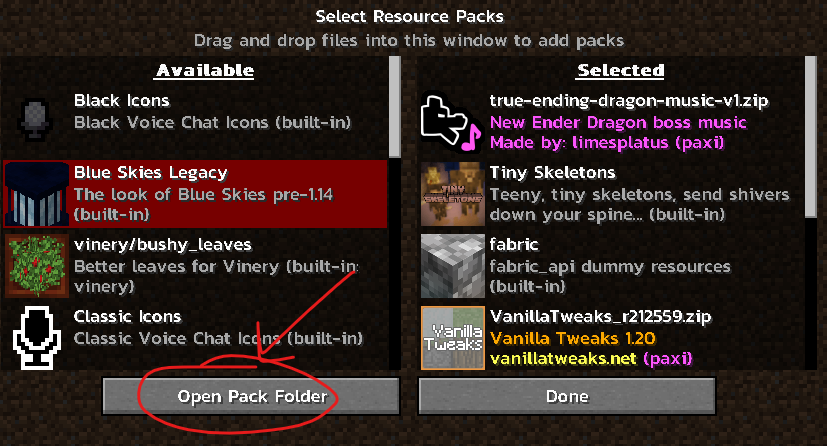 Select Resource Packs
Drag and drop files into this window to add packs
Available
Black Icons
Black Voice Chat Icons (built-in)
Blue Skies Legacy
The look of Blue Skies pre-1.14
(built-in)
vinery/bushy_leaves
Better leaves for Vinery (built-in:
vinery)
Classic Icons
Classic Voice Chat Icons (built-in)
Open Pack Folder
Selected
true-ending-dragon-music-v1.zip
New Ender Dragon boss music
Made by: limesplatus (paxi)
TINY
SKELETONS
Tiny Skeletons
Teeny, tiny skeletons, send shivers
down your spine... (built-in)
fabric
fabric_api dummy resources
(built-in)
Vanilla
Tweaks
VanillaTweaks_r212559.zip
Vanilla Tweaks 1.20
vanillatweaks.net (paxi)
Done